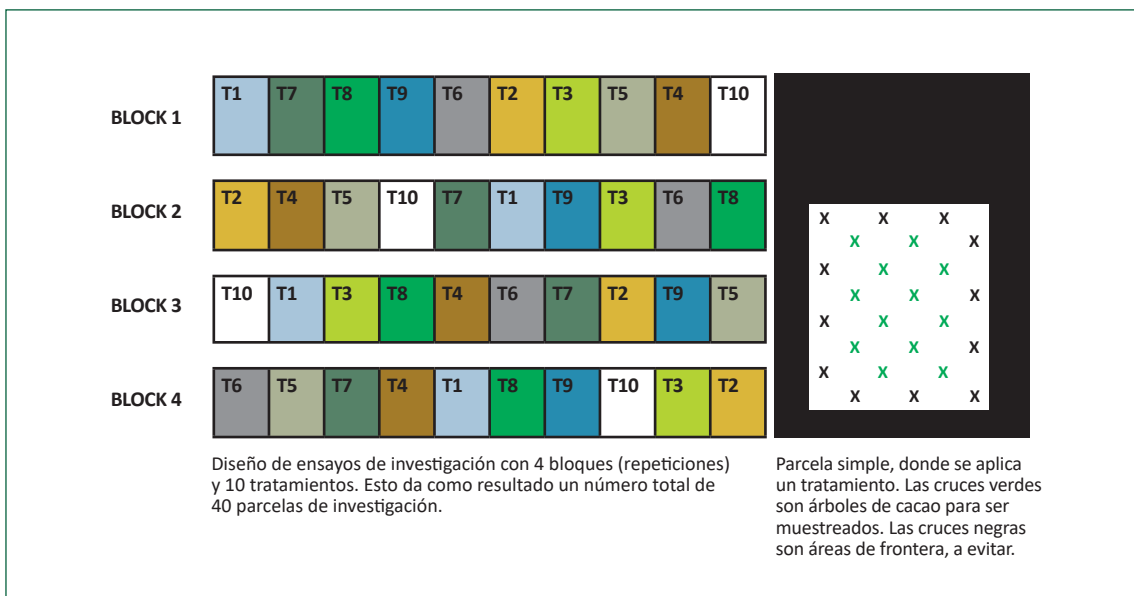 BLOCK 1
T1 T7 T8 T9 T6 T2 T3 T5 T4 T10
BLOCK 2
T2 T4 T5 T10 T7 T1 T9 T3 T6 T8
BLOCK 3
T10 T1 T3 T8 T4 T6 T7 T2 T9 T5
BLOCK 4
T6 T5 T7 T4 T1 T8 T9 T10 T3 T2
X X X
X X X
X X X
X X X
X X X
X X X
X X X
X X X
Diseño de ensayos de investigación con 4 bloques (repeticiones)
y 10 tratamientos. Esto da como resultado un número total de
40 parcelas de investigación.
Parcela simple, donde se aplica
un tratamiento. Las cruces verdes
son árboles de cacao para ser
muestreados. Las cruces negras
son áreas de frontera, a evitar.